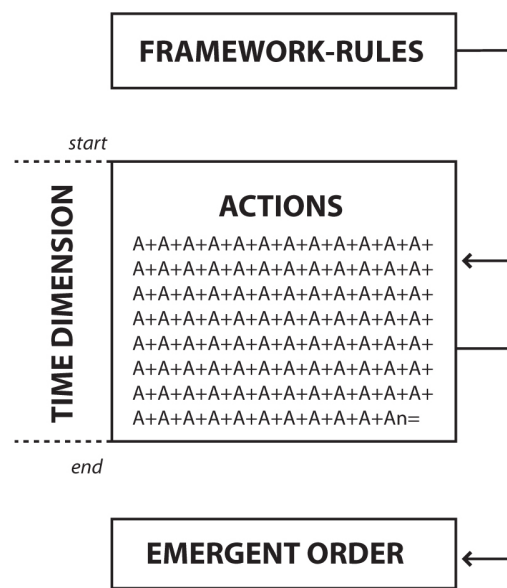 FRAMEWORK-RULES
start
TIME DIMENSION
ACTIONS
A+A+A+A+A+A+A+A+A+A+A+A+
A+A+A+A+A+A+A+A+A+A+A+A+
A+A+A+A+A+A+A+A+A+A+A+A+
A+A+A+A+A+A+A+A+A+A+A+A+
A+A+A+A+A+A+A+A+A+A+A+A+
A+A+A+A+A+A+A+A+A+A+A+A+
A+A+A+A+A+A+A+A+A+A+A+A+
A+A+A+A+A+A+A+A+A+A+An=
end
EMERGENT ORDER